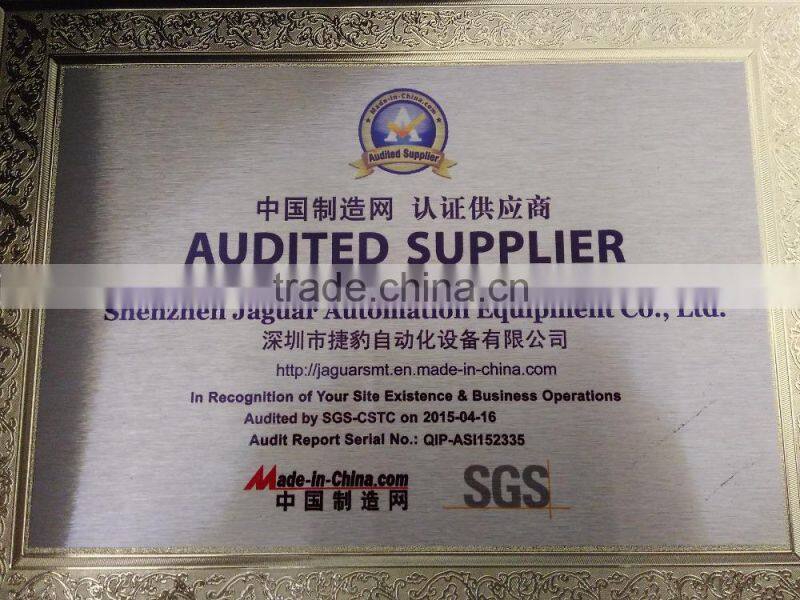 Made-in-China.com
A
Audited Supplier
中国制造网 认证供应商
AUDITED SUPPLIER
trade.china.cn
Shenzhen Jaguar Automation Equipment Co., Ltd.
深圳市捷豹自动化设备有限公司
http://jaguarsmt.en.made-in-china.com
In Recognition of Your Site Existence & Business Operations
Audited by SGS-CSTC on 2015-04-16
Audit Report Serial No.: QIP-ASI152335
Made-in-China.com
中国制造网
SGS